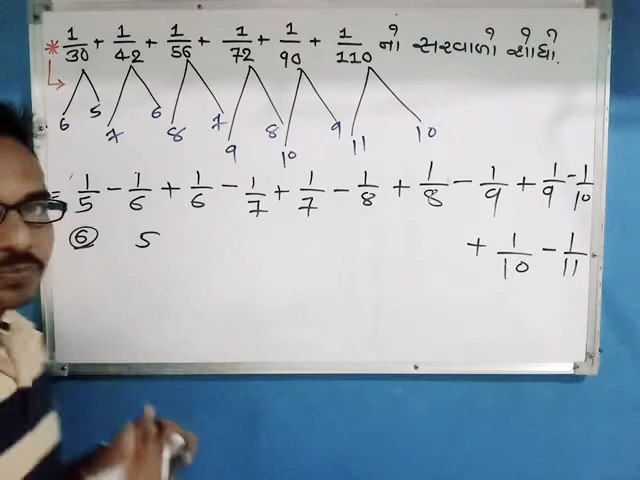 * 1/30 + 1/42 + 1/56 + 1/72 + 1/90 + 1/110 નો સરવાળો શોધો.
6 5 7 6 8 7 9 8 10 9 11 10
= 1/5 - 1/6 + 1/6 - 1/7 + 1/7 - 1/8 + 1/8 - 1/9 + 1/9 - 1/10
⑥ 5 + 1/10 - 1/11